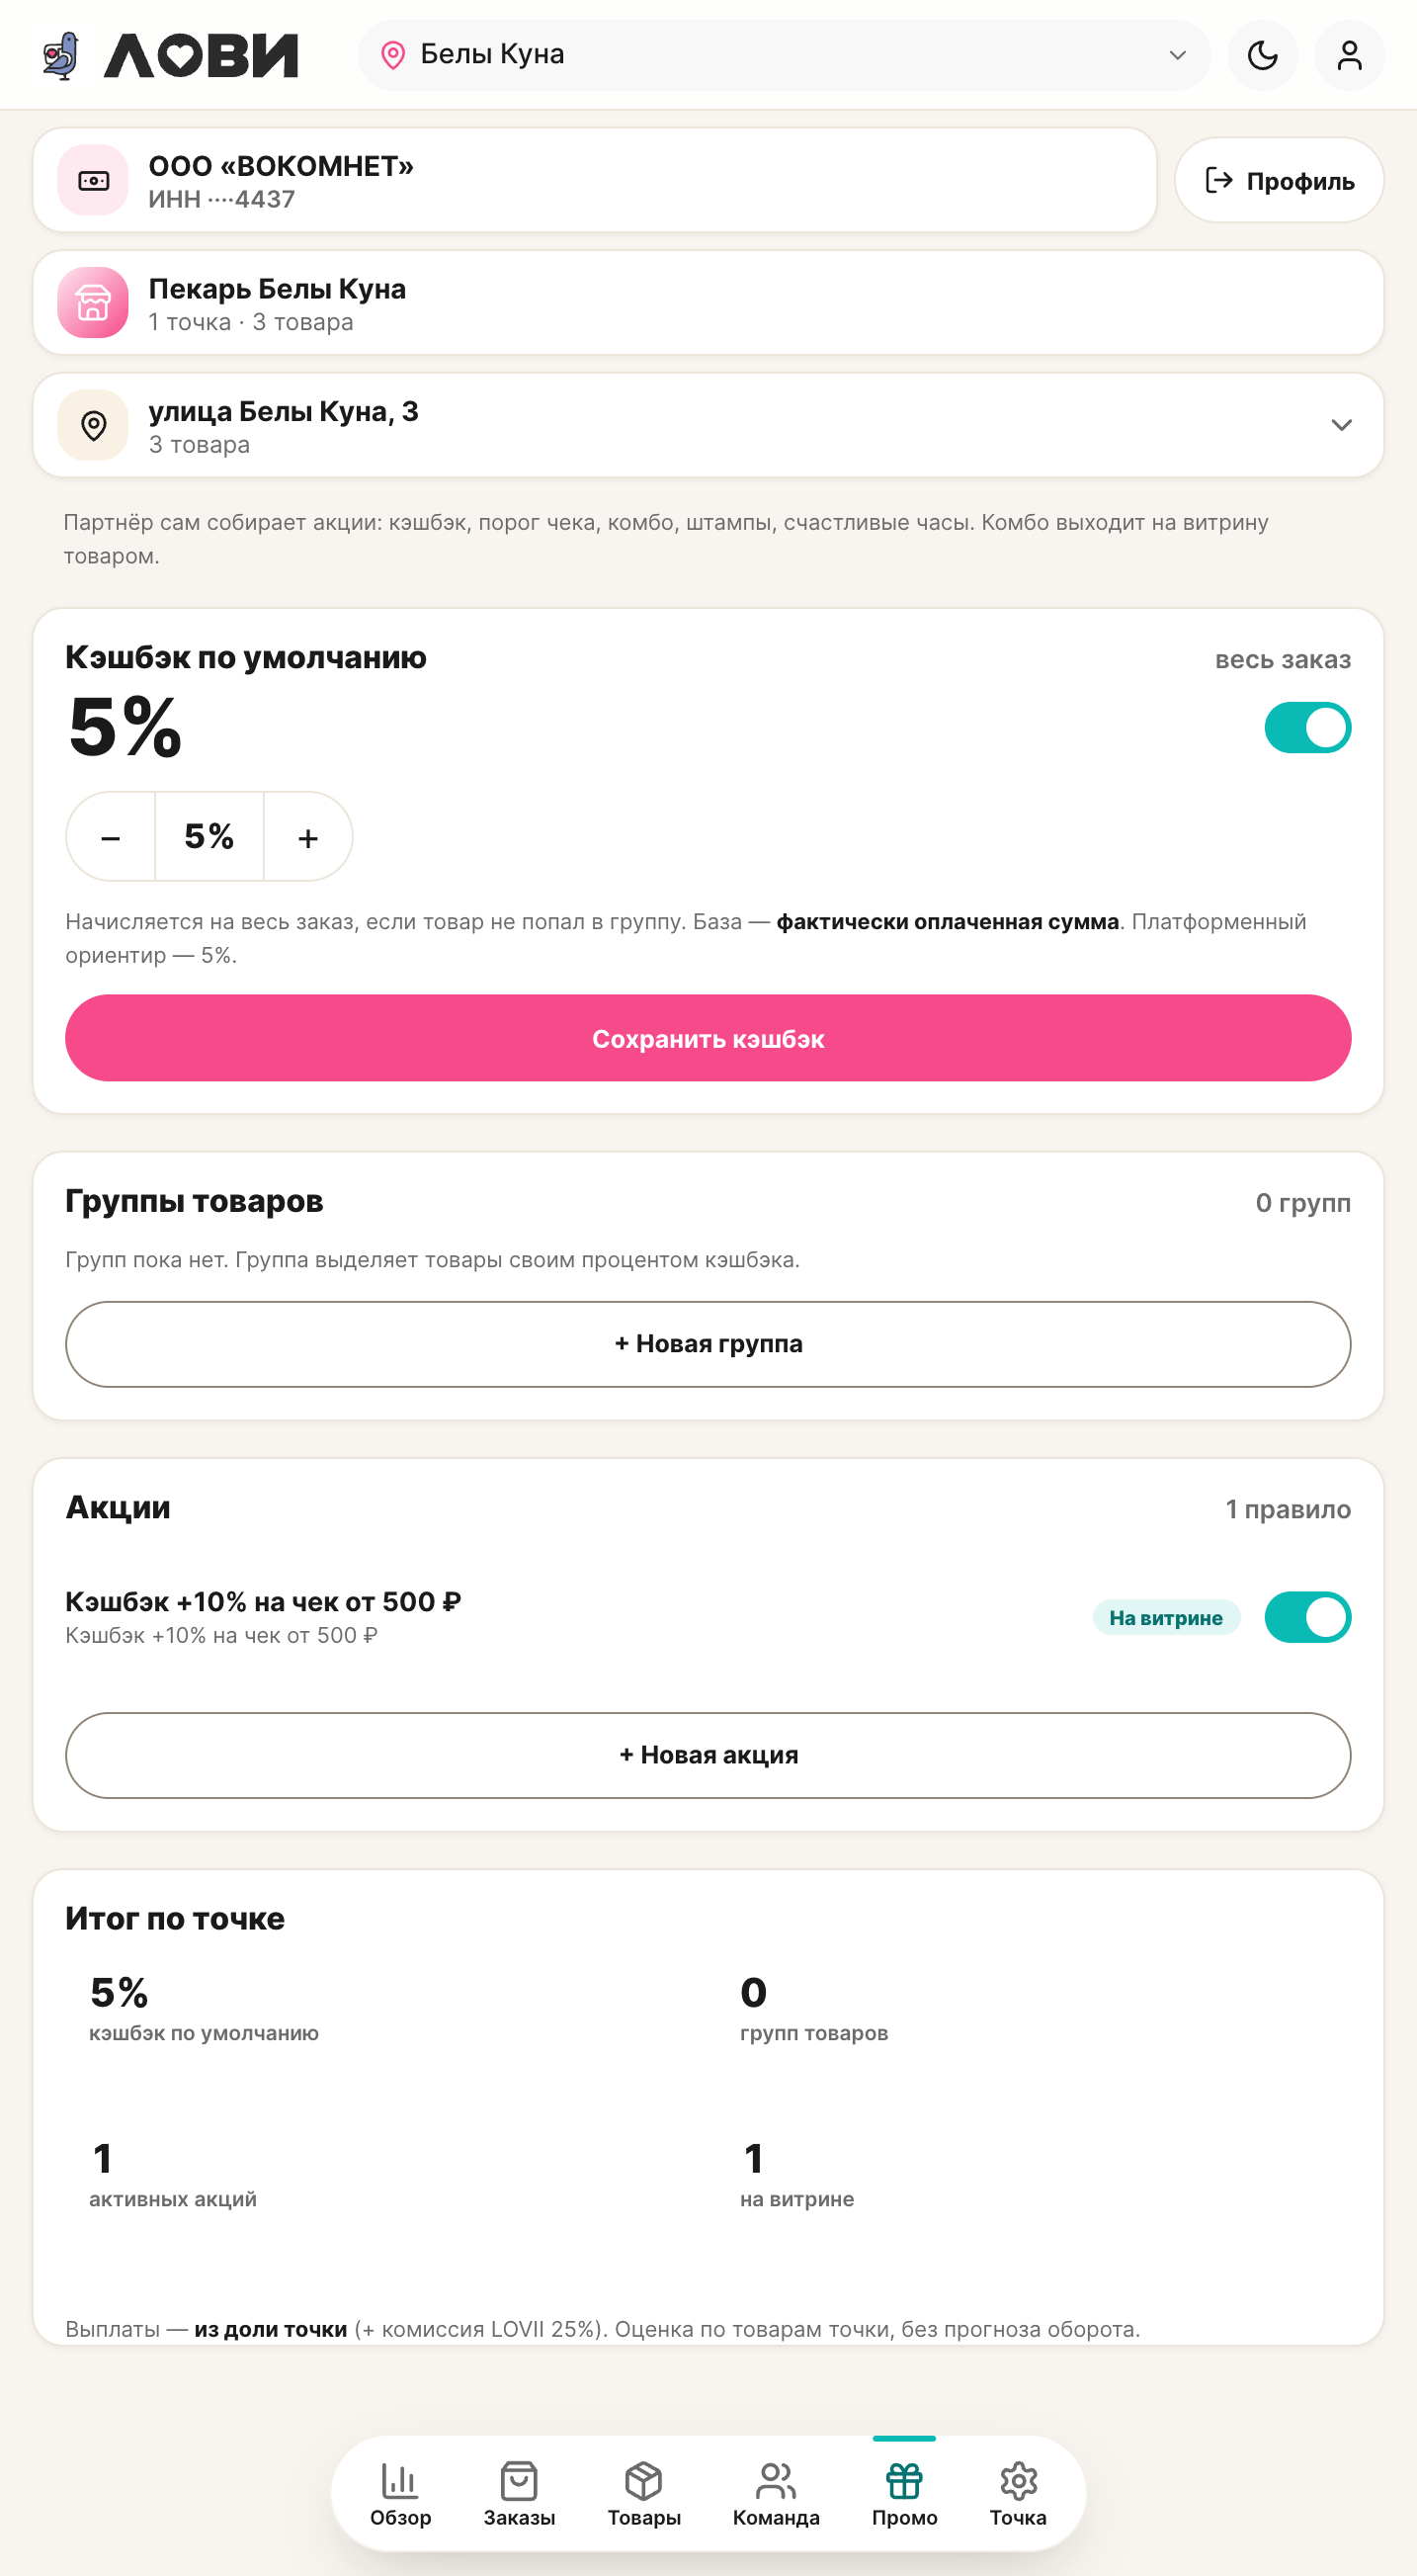 ЛОВИ
Белы Куна
ООО «ВОКОМНЕТ»
ИНН ····4437
Профиль
Пекарь Белы Куна
1 точка · 3 товара
улица Белы Куна, 3
3 товара
Партнёр сам собирает акции: кэшбэк, порог чека, комбо, штампы, счастливые часы. Комбо выходит на витрину
товаром.
Кэшбэк по умолчанию
весь заказ
5%
− 5% +
Начисляется на весь заказ, если товар не попал в группу. База — фактически оплаченная сумма. Платформенный
ориентир — 5%.
Сохранить кэшбэк
Группы товаров
0 групп
Групп пока нет. Группа выделяет товары своим процентом кэшбэка.
+ Новая группа
Акции
1 правило
Кэшбэк +10% на чек от 500 ₽
Кэшбэк +10% на чек от 500 ₽
На витрине
+ Новая акция
Итог по точке
5%
кэшбэк по умолчанию
0
групп товаров
1
активных акций
1
на витрине
Выплаты — из доли точки (+ комиссия LOVII 25%). Оценка по товарам точки, без прогноза оборота.
Обзор
Заказы
Товары
Команда
Промо
Точка